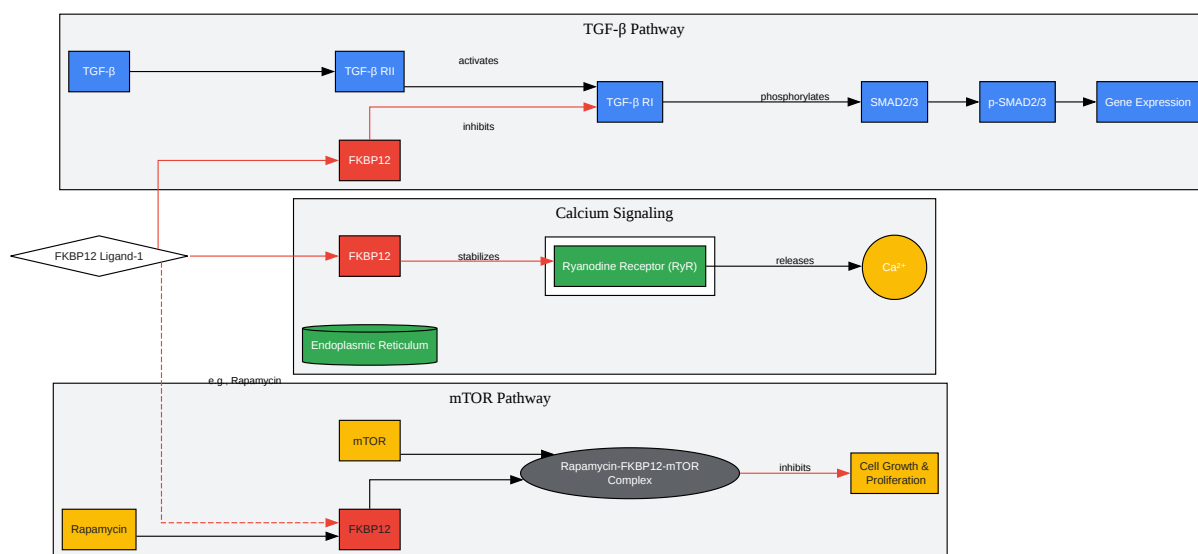 TGF-β Pathway
TGF-β
TGF-β RII
activates
TGF-β RI
phosphorylates
SMAD2/3
p-SMAD2/3
Gene Expression
inhibits
FKBP12
Calcium Signaling
FKBP12 Ligand-1
FKBP12
stabilizes
Ryanodine Receptor (RyR)
releases
Ca²⁺
Endoplasmic Reticulum
e.g., Rapamycin
mTOR Pathway
mTOR
Rapamycin-FKBP12-mTOR
Complex
inhibits
Cell Growth &
Proliferation
Rapamycin
FKBP12